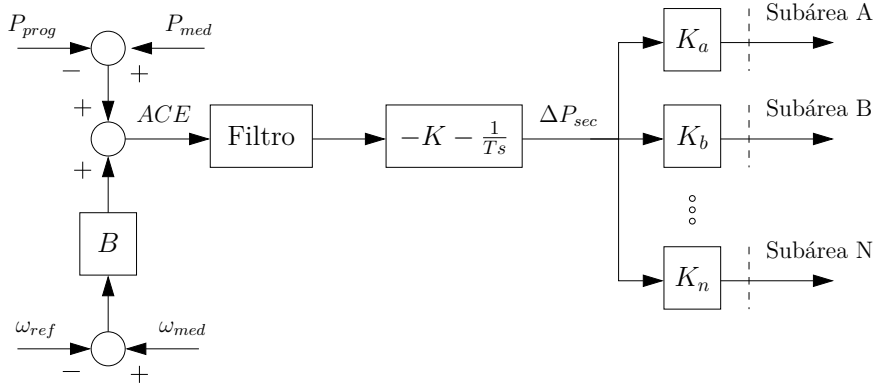 P_prog
P_med
−
+
+
ACE
+
B
ω_ref
ω_med
−
+
Filtro
−K − 1/Ts
ΔP_sec
K_a
Subárea A
K_b
Subárea B
K_n
Subárea N